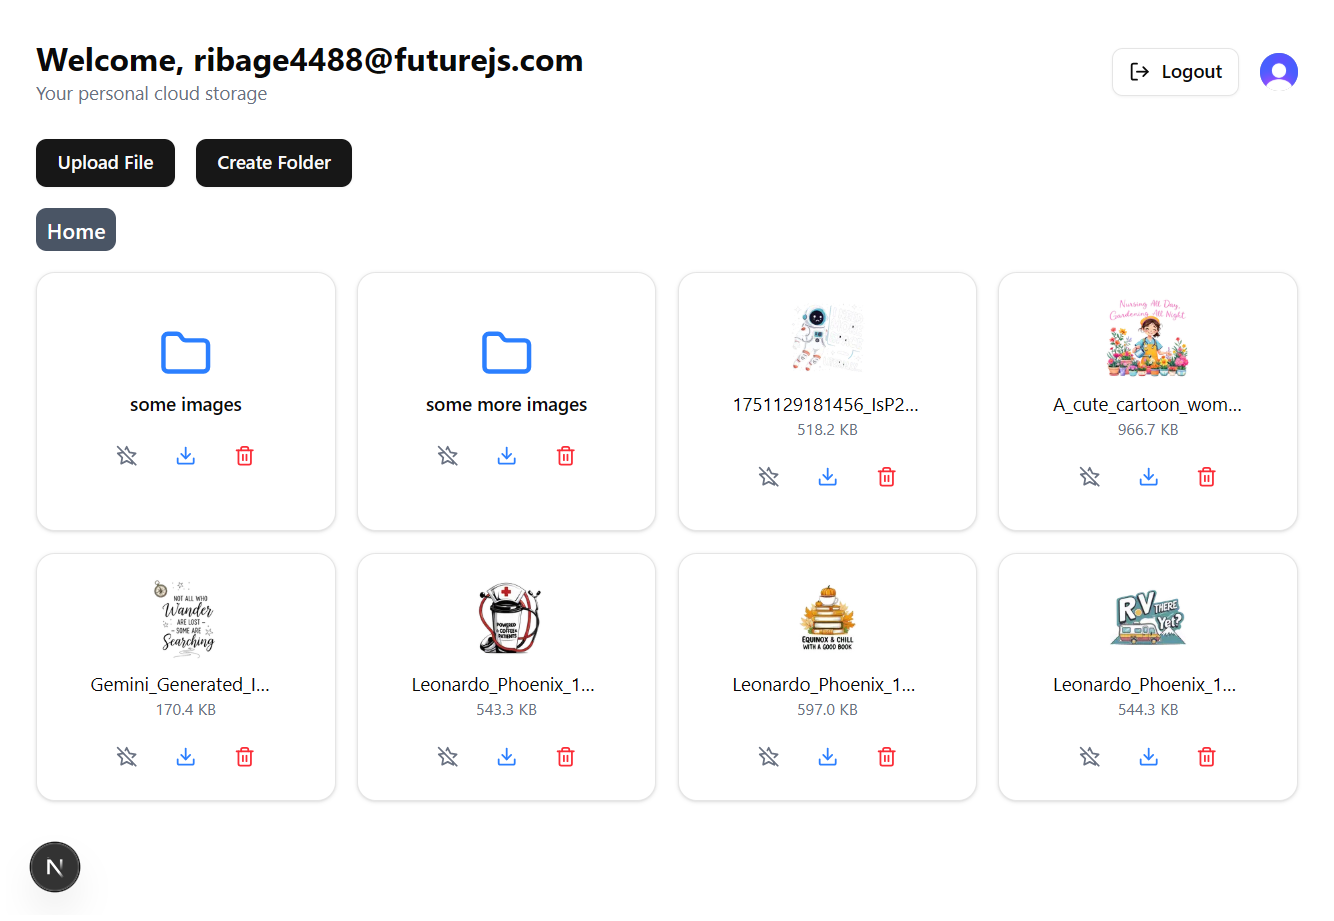 Welcome, ribage4488@futurejs.com
Your personal cloud storage
Logout
Upload File
Create Folder
Home
some images
some more images
Nursing All Day,
Gardening All Night
1751129181456_IsP2...
518.2 KB
A_cute_cartoon_wom...
966.7 KB
NOT ALL WHO
Wander
ARE LOST -
- SOME ARE
Searching
POWERED
COFFEE
PATIENTS
EQUINOX & CHILL
WITH A GOOD BOOK
RV THERE
Yet?
Gemini_Generated_I...
170.4 KB
Leonardo_Phoenix_1...
543.3 KB
Leonardo_Phoenix_1...
597.0 KB
Leonardo_Phoenix_1...
544.3 KB
N